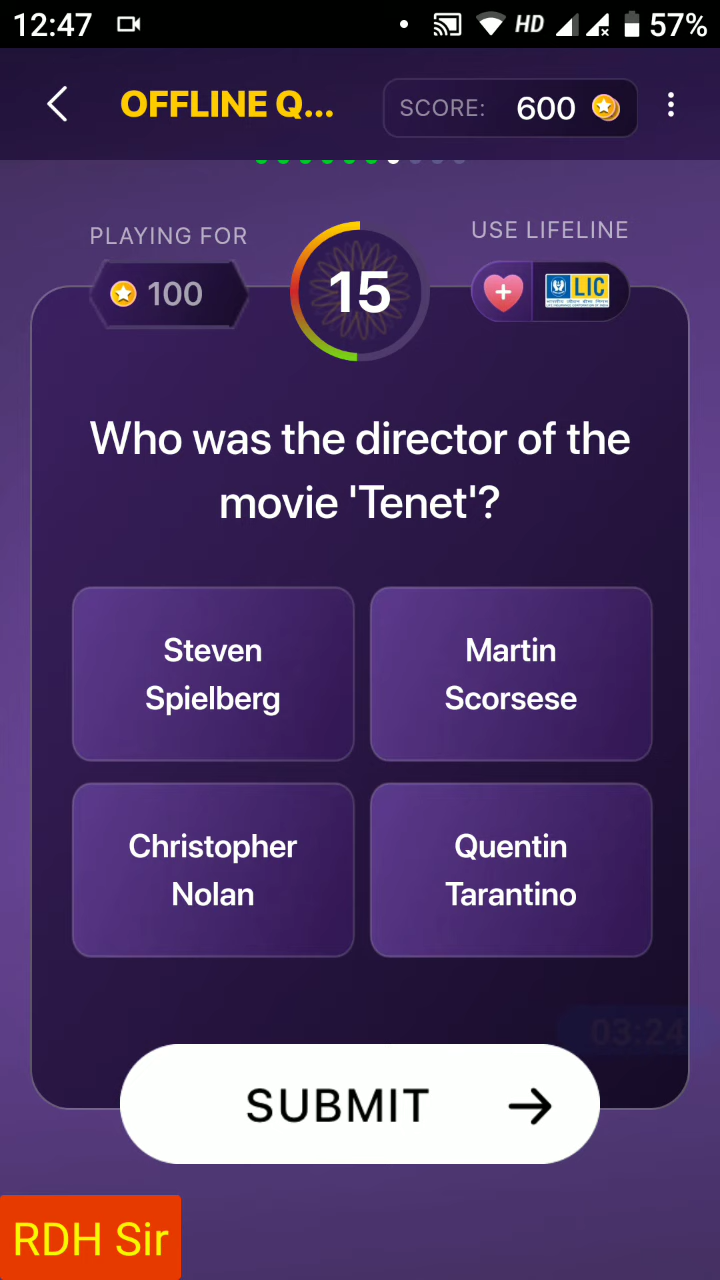 12:47 HD 57%
OFFLINE Q... SCORE: 600
PLAYING FOR USE LIFELINE
100 15 + LIC
Who was the director of the
movie 'Tenet'?
Steven
Spielberg
Martin
Scorsese
Christopher
Nolan
Quentin
Tarantino
03:24
SUBMIT
RDH Sir